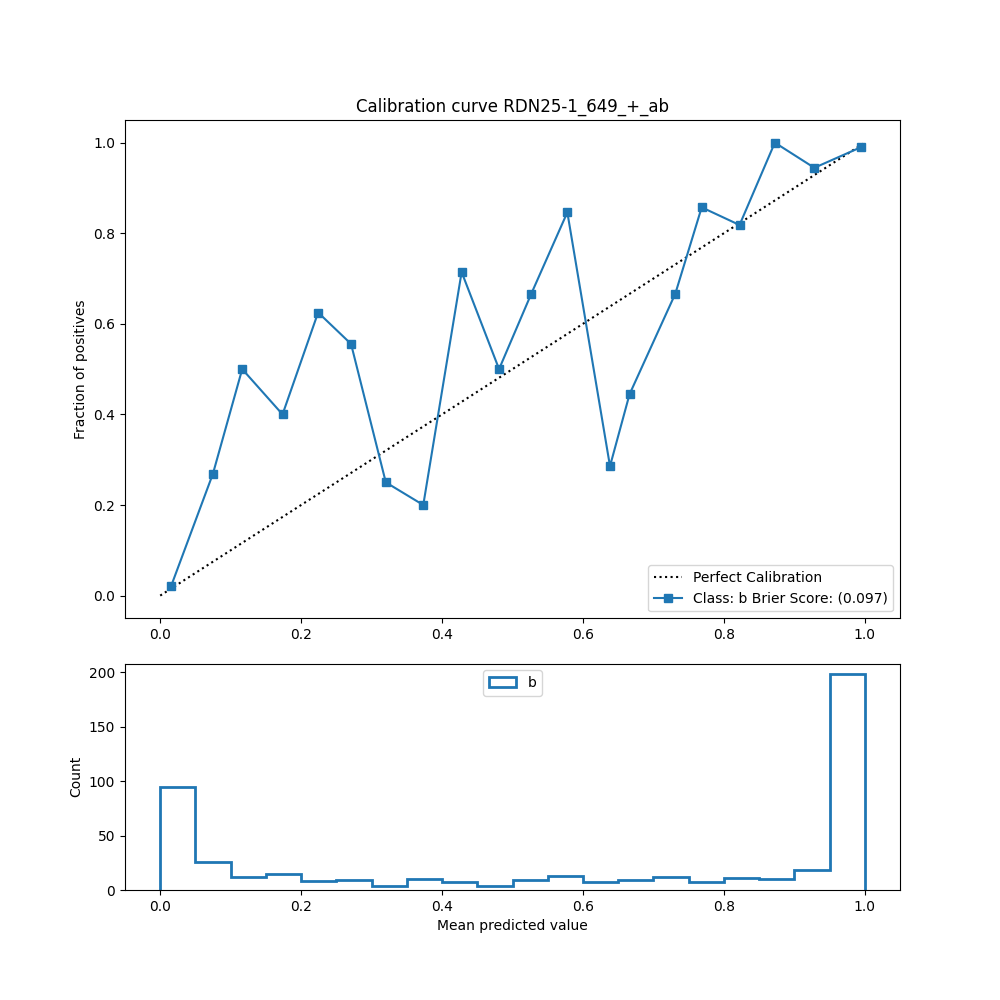 Calibration curve RDN25-1_649_+_ab
Fraction of positives
1.0
0.8
0.6
0.4
0.2
0.0
Perfect Calibration
Class: b Brier Score: (0.097)
0.0 0.2 0.4 0.6 0.8 1.0
Count
200
150
100
50
0
b
0.0 0.2 0.4 0.6 0.8 1.0
Mean predicted value